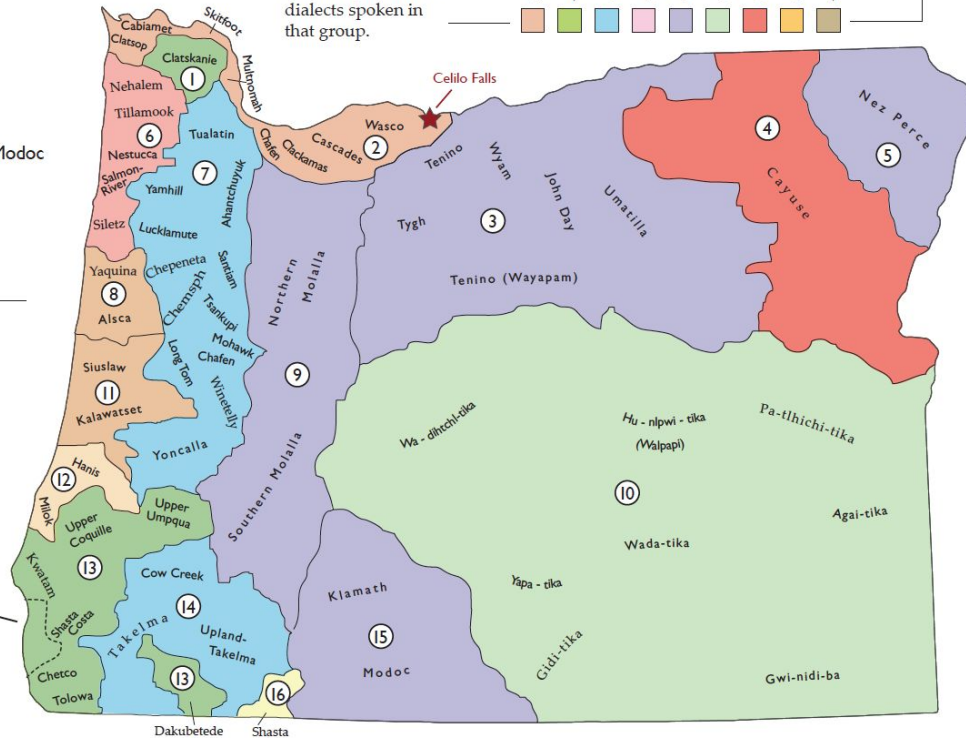 dialects spoken in
that group.
Modoc
Cabiamet
Clatsop
Skitfoot
Clatskanie
1
Multnomah
Celilo Falls
Nehalem
Tillamook
6
Nestucca
Salmon-
River
Siletz
Tualatin
7
Yamhill
Ahantchuyuk
Lucklamute
Chepeneta
Chemsph
Santiam
Tsankupi
Mohawk
Chafen
Long Tom
Winefelly
Yoncalla
Chafen
Clackamas
Cascades
Wasco
2
Tenino
Wyam
John Day
Umatilla
Tygh
3
Tenino (Wayapam)
4
Cayuse
Nez Perce
5
Yaquina
8
Alsca
Siuslaw
11
Kalawatset
Northern
Molalla
9
Southern Molalla
12
Hanis
Milok
Upper
Coquille
Upper
Umpqua
13
Kwatam
Shasta
Costa
Chetco
Tolowa
Cow Creek
14
Takelma
Upland-
Takelma
13
Dakubetede
16
Shasta
Klamath
15
Modoc
Wa - dihtchl-tika
Hu - nlpwi - tika
(Walpapi)
Pa-tlhichi-tika
10
Agai-tika
Wada-tika
Yapa - tika
Gidi-tika
Gwi-nidi-ba